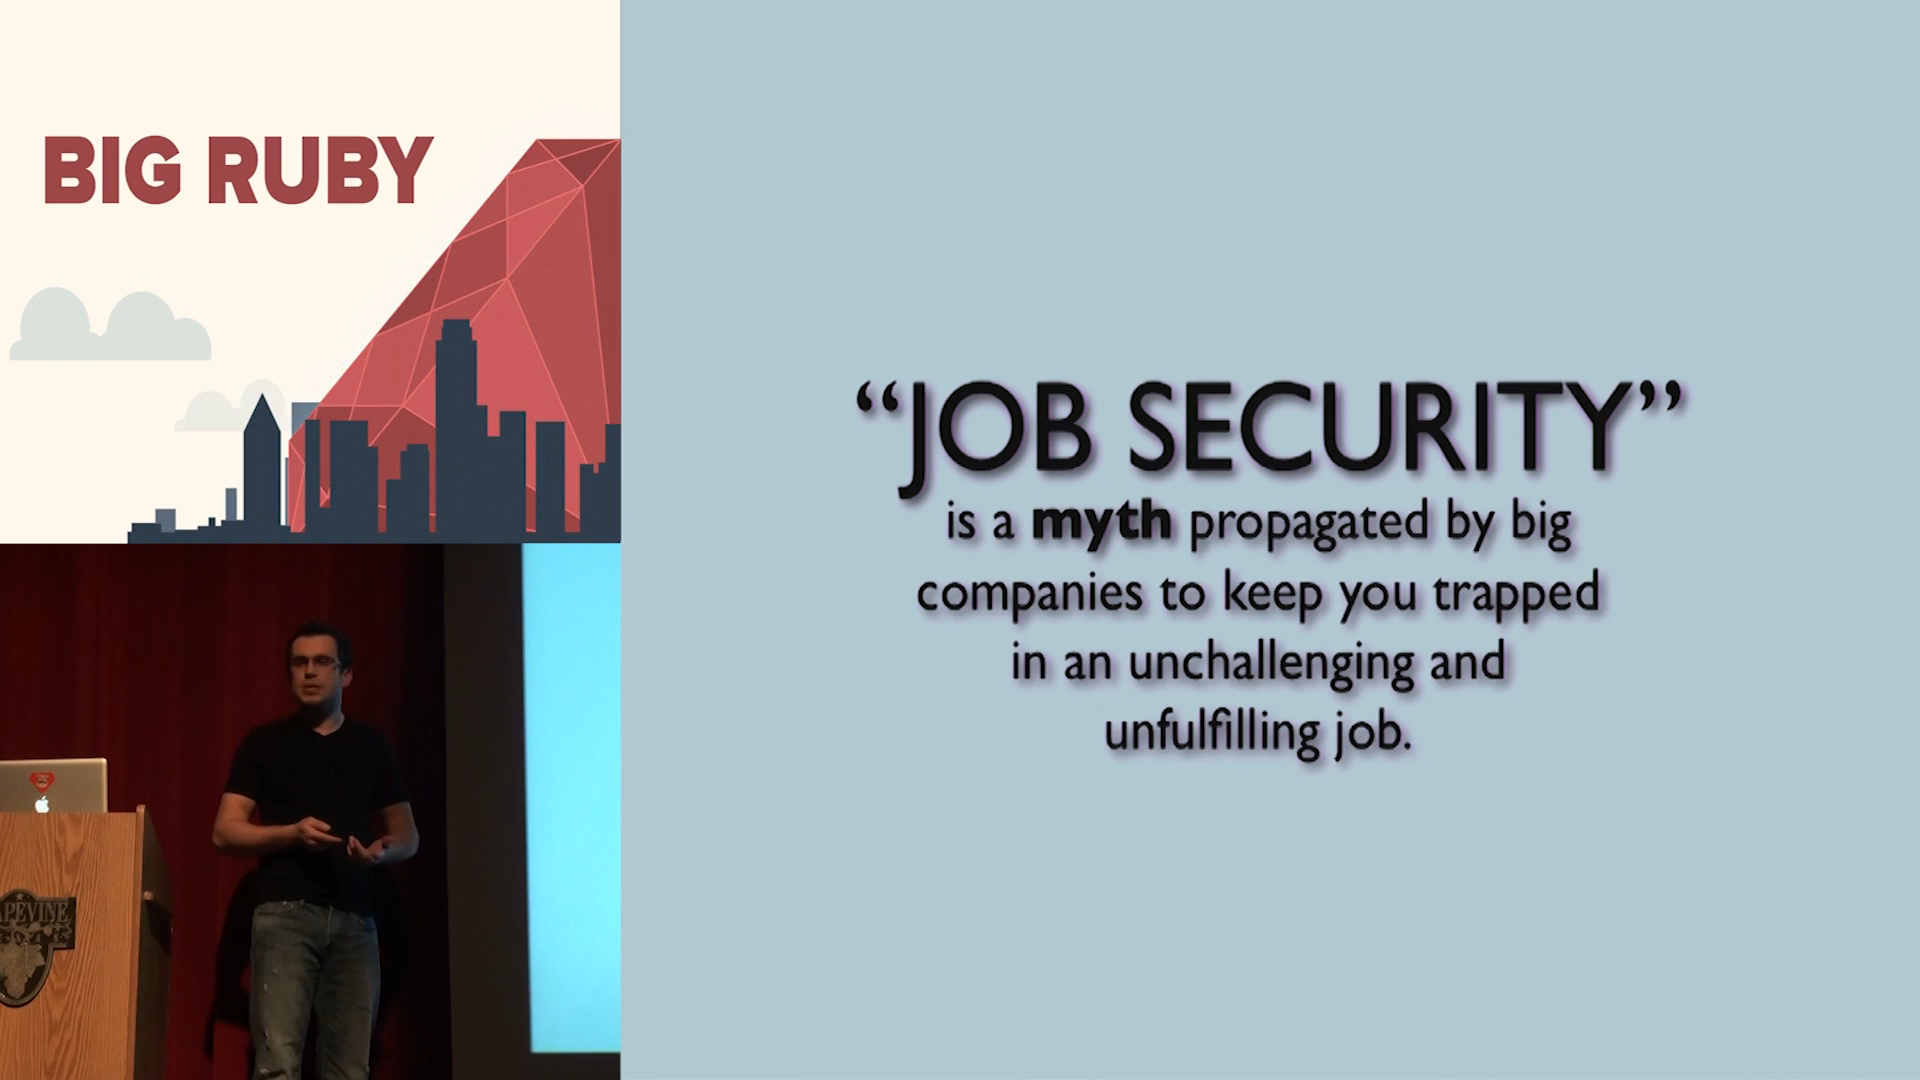 BIG RUBY
“JOB SECURITY”
is a myth propagated by big
companies to keep you trapped
in an unchallenging and
unfulfilling job.
APEVINE